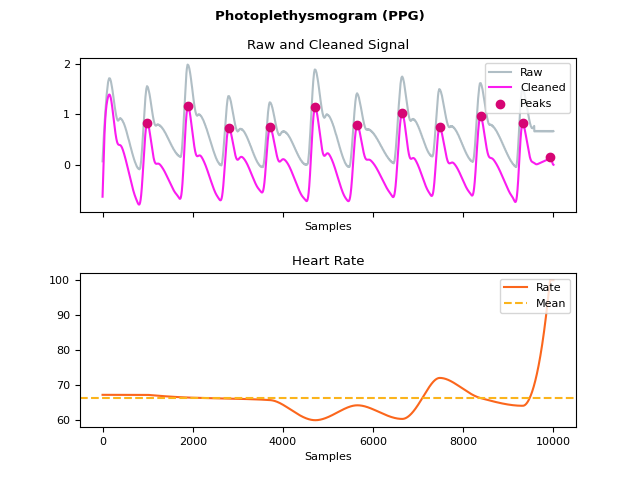 Photoplethysmogram (PPG)
Raw and Cleaned Signal
2
1
0
Raw
Cleaned
Peaks
Samples
Heart Rate
100
90
80
70
60
Rate
Mean
0 2000 4000 6000 8000 10000
Samples